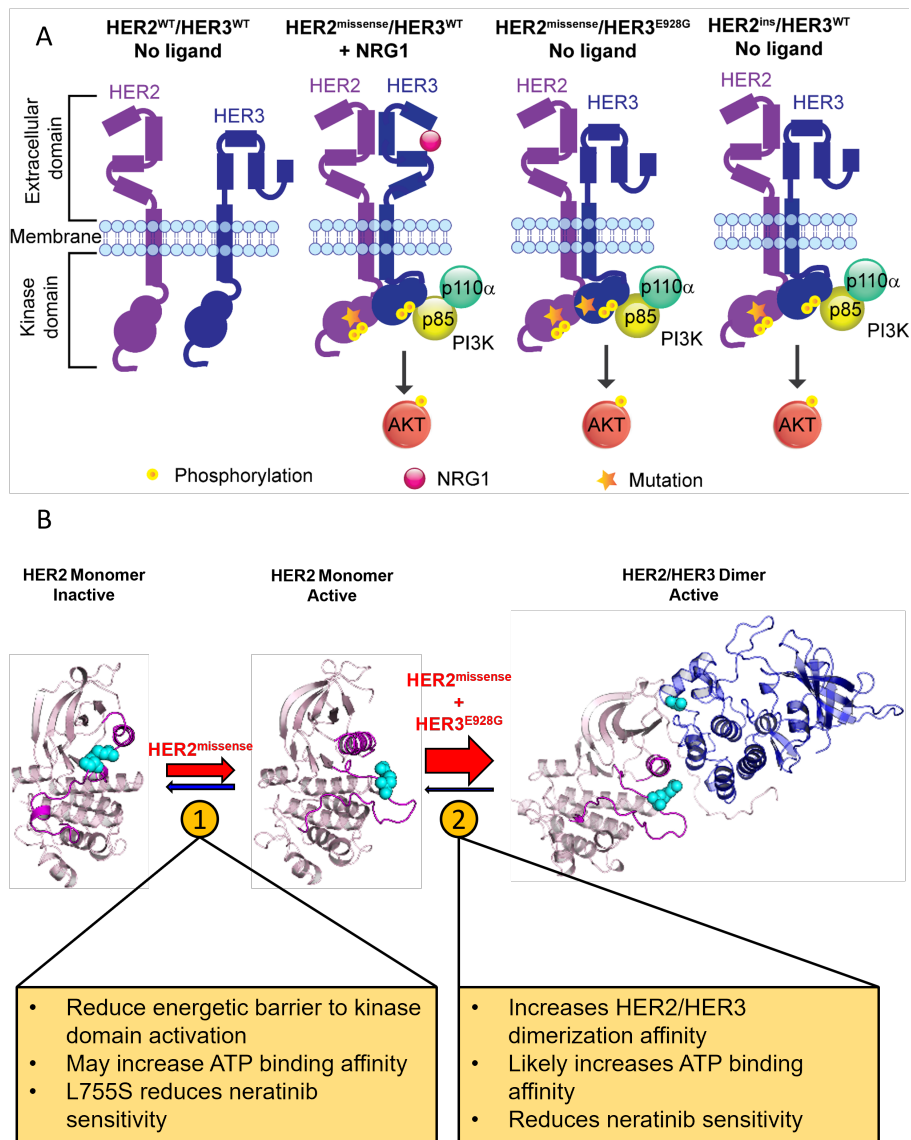 A
HER2WT/HER3WT
No ligand
HER2missense/HER3WT
+ NRG1
HER2missense/HER3E928G
No ligand
HER2ins/HER3WT
No ligand
HER2
HER3
HER2
HER3
HER2
HER3
HER2
HER3
Extracellular
domain
Membrane
Kinase
domain
p110α
p85
PI3K
AKT
p110α
p85
PI3K
AKT
p110α
p85
PI3K
AKT
Phosphorylation
NRG1
Mutation
B
HER2 Monomer
Inactive
HER2 Monomer
Active
HER2/HER3 Dimer
Active
HER2missense
1
HER2missense
+
HER3E928G
2
• Reduce energetic barrier to kinase
domain activation
• May increase ATP binding affinity
• L755S reduces neratinib
sensitivity
• Increases HER2/HER3
dimerization affinity
• Likely increases ATP binding
affinity
• Reduces neratinib sensitivity